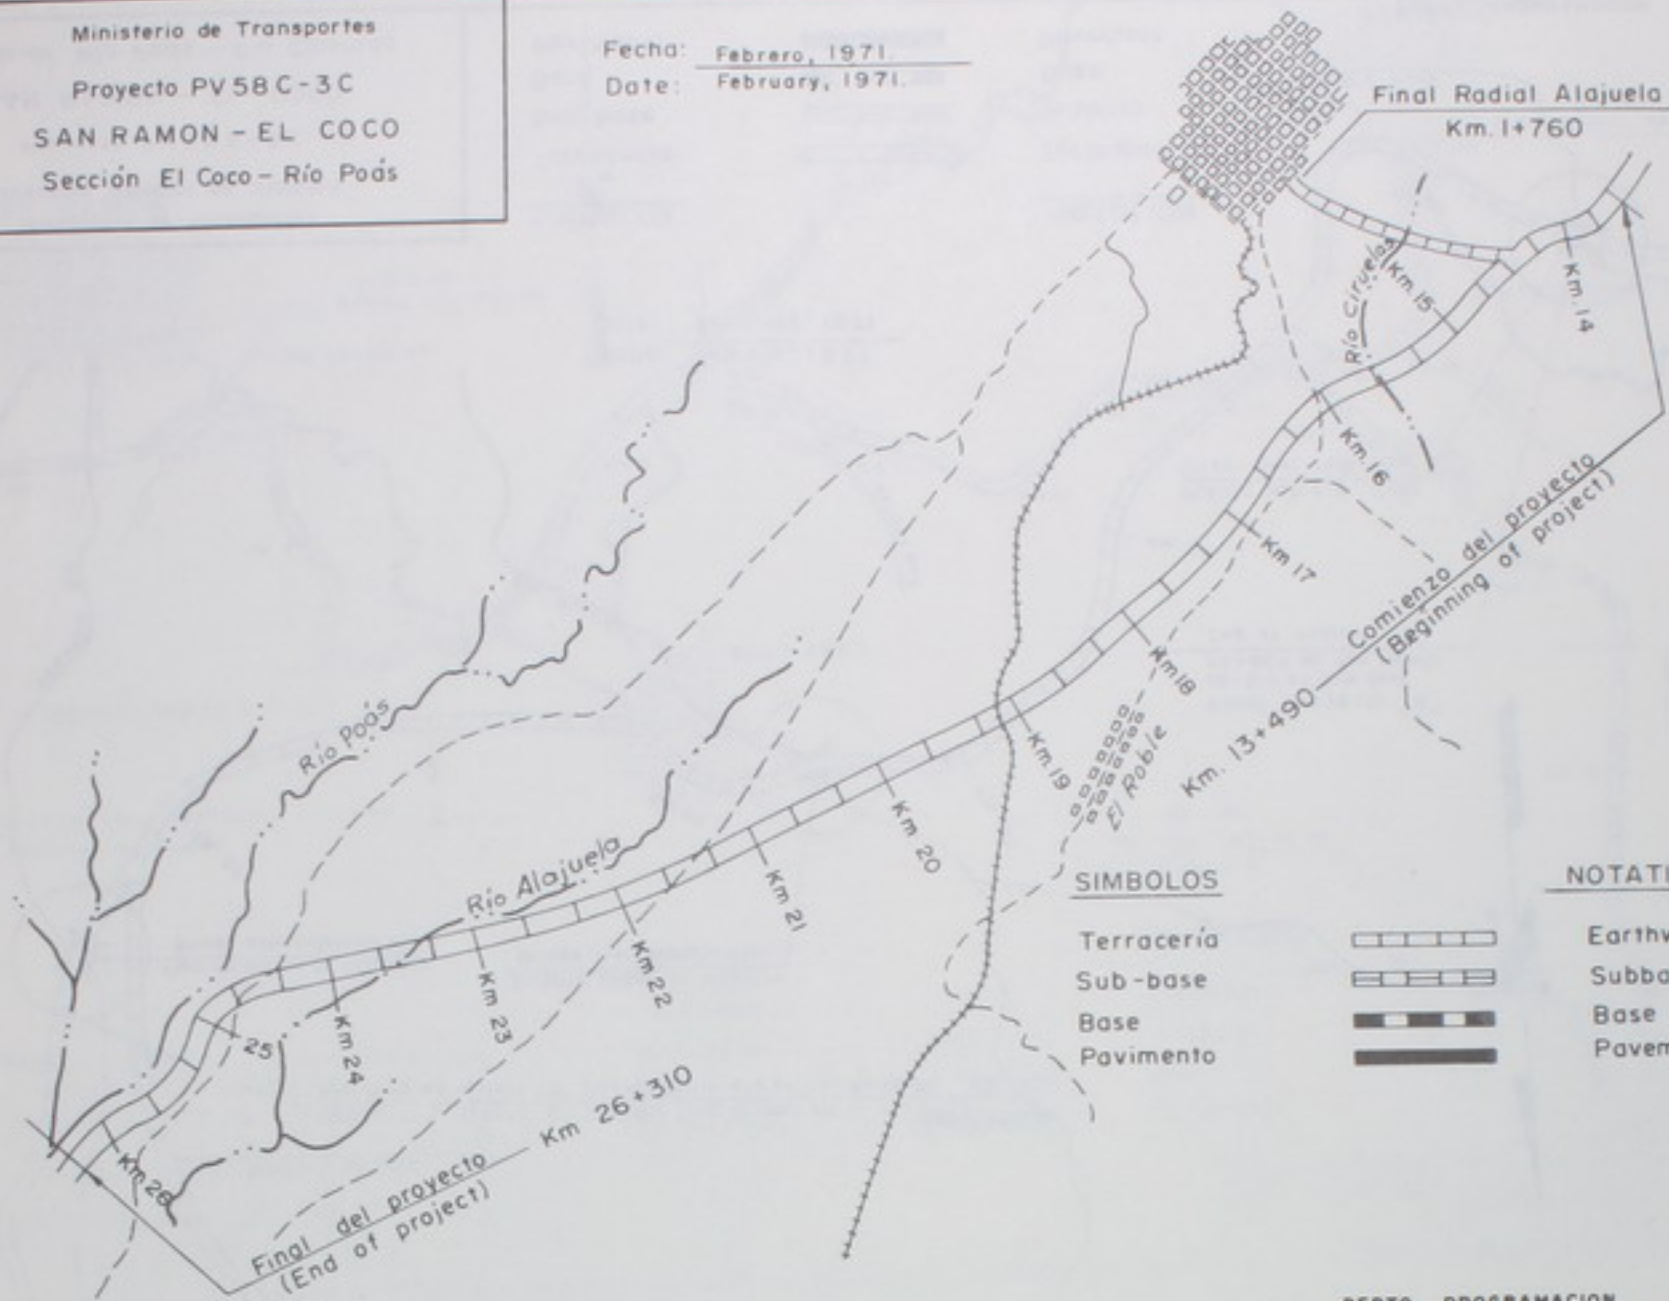 Ministerio de Transportes
Proyecto PV 58 C - 3 C
SAN RAMON - EL COCO
Sección El Coco - Río Poás
Fecha: Febrero, 1971.
Date: February, 1971.
Final Radial Alajuela
Km. 1+760
Río Ciruelas
Km. 14
Km. 15
Km. 16
Km 17
Km 18
Km. 19
Km 20
Km 21
Km 22
Km 23
Km 24
25
Km 26
Comienzo del proyecto
(Beginning of project)
Km. 13+490
El Roble
Río Poás
Río Alajuela
Final del proyecto Km 26+310
(End of project)
SIMBOLOS
NOTATI
Terracería
Earthw
Sub-base
Subba
Base
Base
Pavimento
Pavem
DEPTO. PROGRAMACION